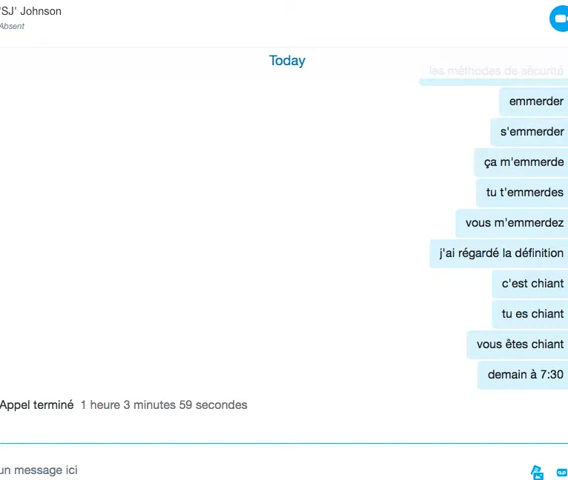 'SJ' Johnson
Absent
Today
les méthodes de sécurité
emmerder
s'emmerder
ça m'emmerde
tu t'emmerdes
vous m'emmerdez
j'ai régardé la définition
c'est chiant
tu es chiant
vous êtes chiant
demain à 7:30
Appel terminé 1 heure 3 minutes 59 secondes
un message ici